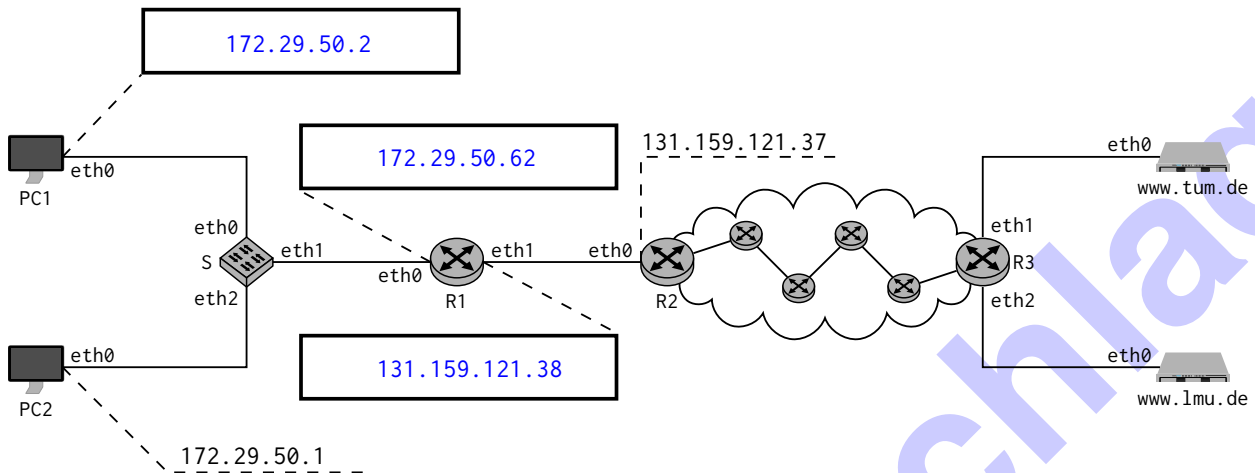 172.29.50.2
172.29.50.62
131.159.121.37
eth0
www.tum.de
eth0
PC1
eth0
S
eth1
eth2
eth0
R1
eth1
eth0
R2
eth1
R3
eth2
eth0
PC2
131.159.121.38
eth0
www.lmu.de
172.29.50.1